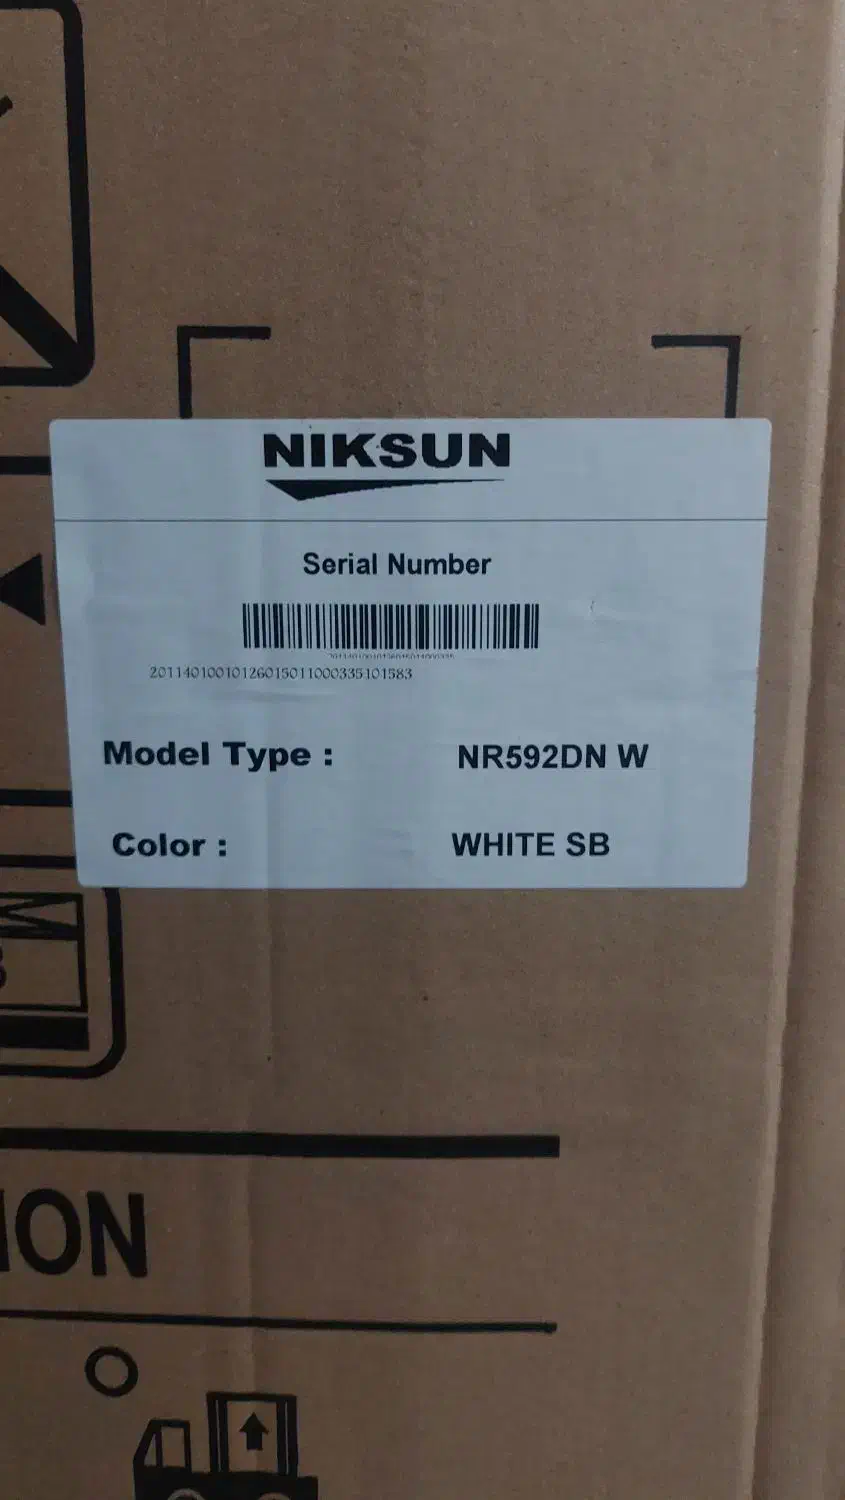 NIKSUN
Serial Number
20114010010126015011000335101583
Model Type : NR592DN W
Color : WHITE SB
M
ION